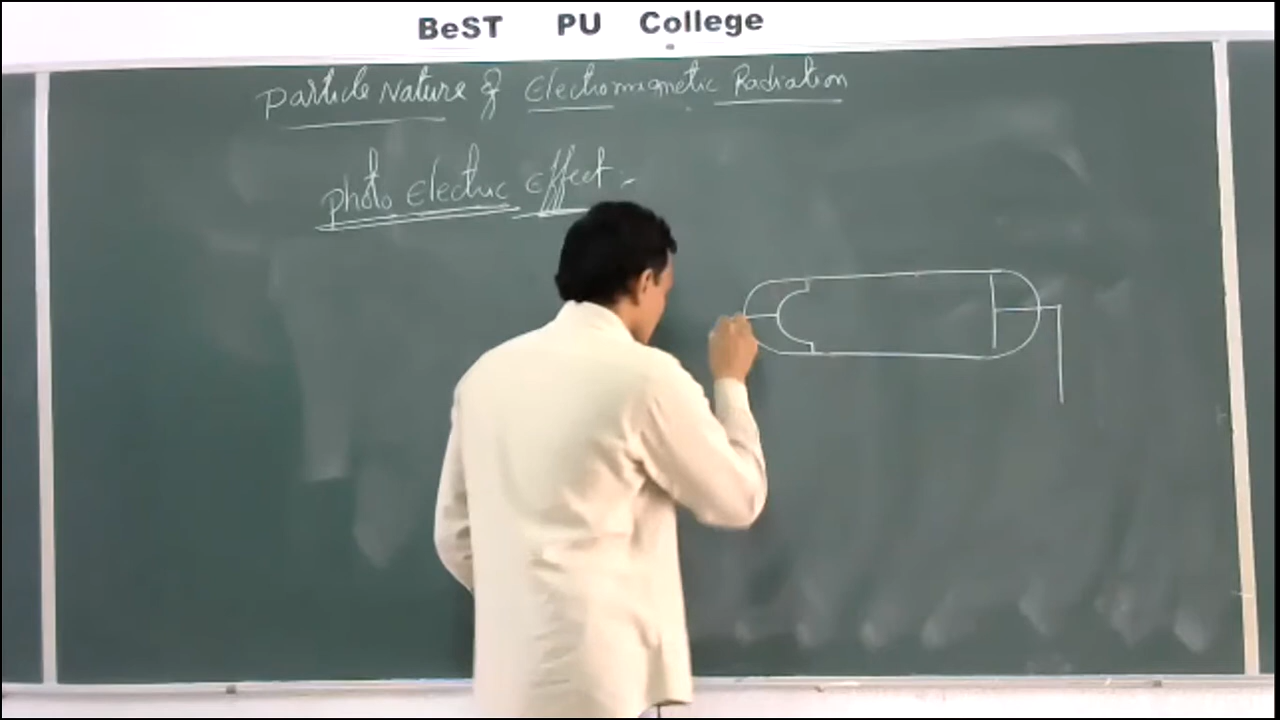 BeST PU College
Particle Nature of Electromagnetic Radiation
Photo Electric Effect :-